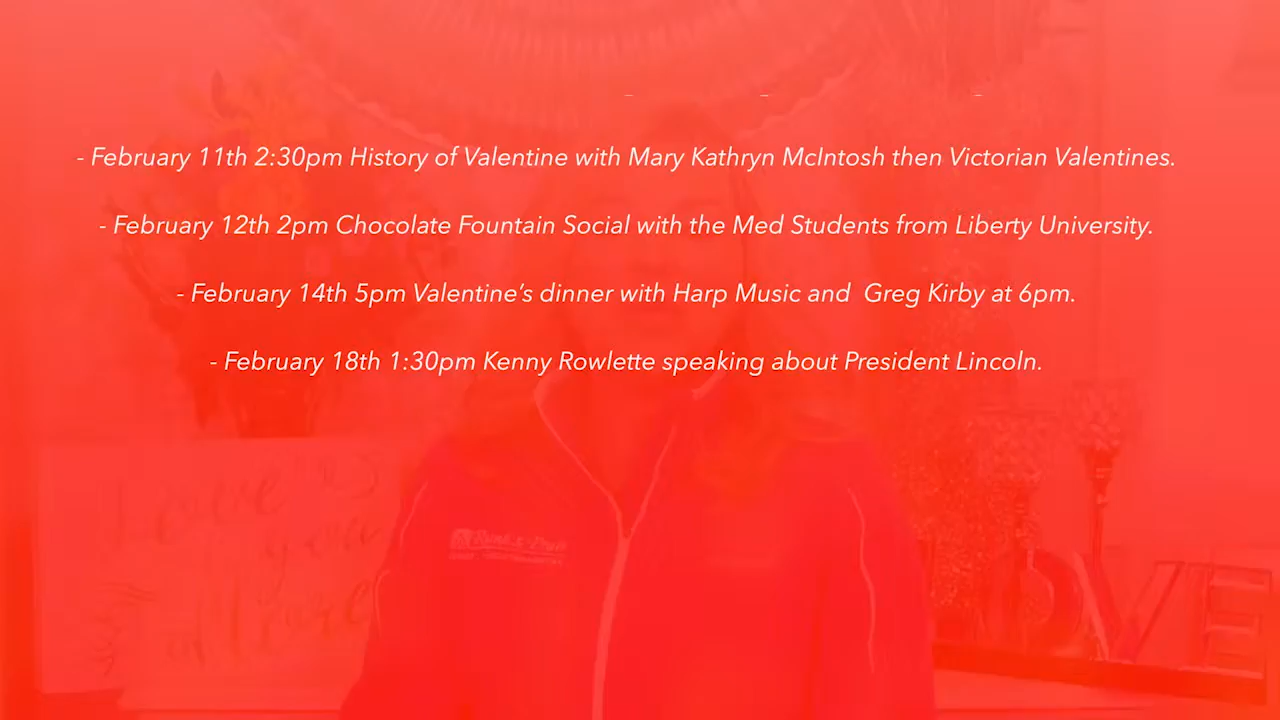 - February 11th 2:30pm History of Valentine with Mary Kathryn McIntosh then Victorian Valentines.
- February 12th 2pm Chocolate Fountain Social with the Med Students from Liberty University.
- February 14th 5pm Valentine’s dinner with Harp Music and  Greg Kirby at 6pm.
- February 18th 1:30pm Kenny Rowlette speaking about President Lincoln.
OVE